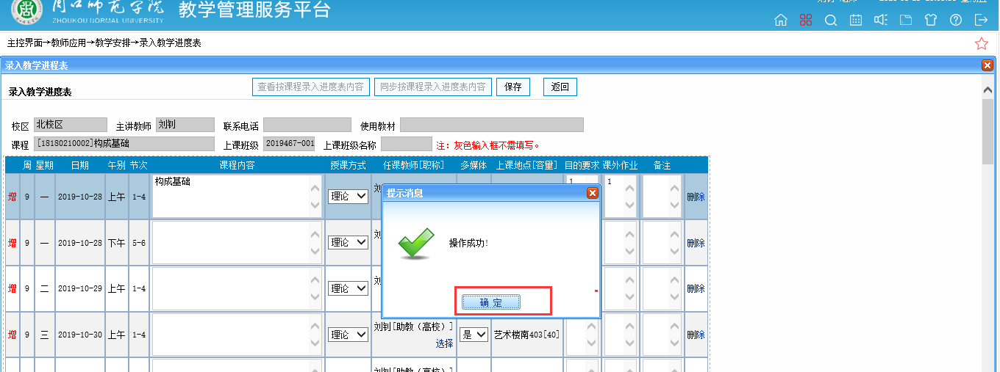 周口师范学院 教学管理服务平台
ZHOUKOU NORMAL UNIVERSITY
主控界面→教师应用→教学安排→录入教学进度表
录入教学进程表
录入教学进度表 查看按课程录入进度表内容 同步按课程录入进度表内容 保存 返回
校区 北校区 主讲教师 刘钊 联系电话 使用教材
课程 [18180210002]构成基础 上课班级 2019467-001 上课班级名称 注：灰色输入框不需填写。
周 星期 日期 午别 节次 课程内容 授课方式 任课教师[职称] 多媒体 上课地点[容量] 目的要求 课外作业 备注
增 9 一 2019-10-28 上午 1-4 构成基础 理论 刘 1 1 删除
增 9 一 2019-10-28 下午 5-6 理论 刘 删除
增 9 二 2019-10-29 上午 1-4 理论 刘 删除
增 9 三 2019-10-30 上午 1-4 理论 刘钊[助教（高校）] 选择 是 艺术楼南403[40] 删除
刘钊[助教（高校）]
提示消息
操作成功!
确 定